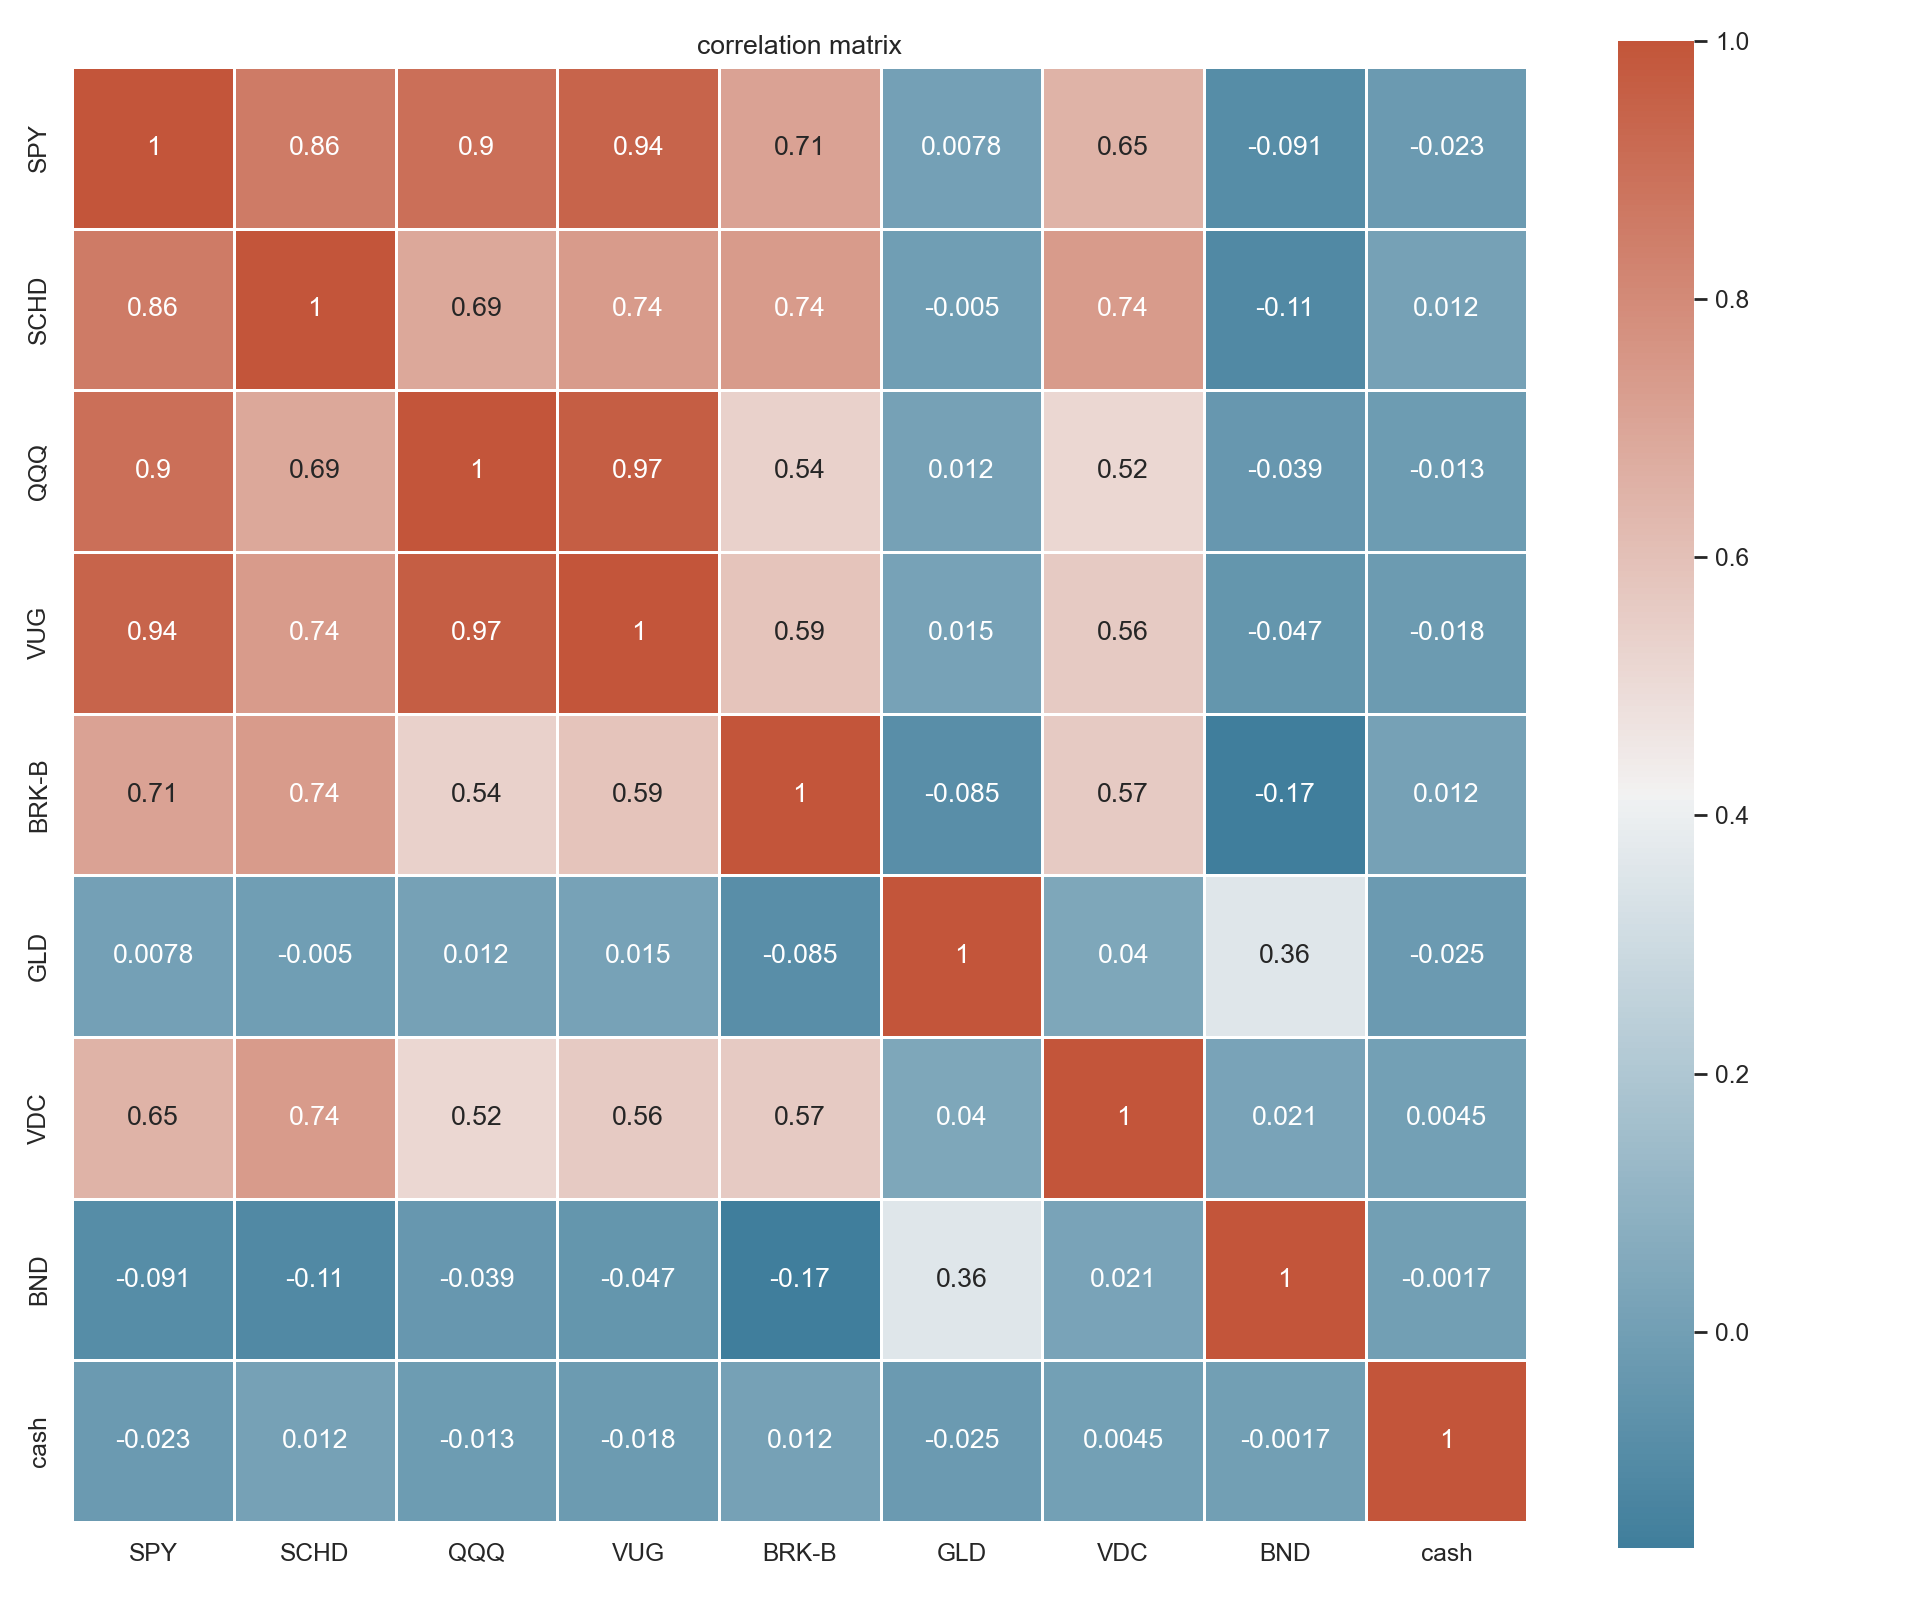 correlation matrix
SPY 1 0.86 0.9 0.94 0.71 0.0078 0.65 -0.091 -0.023
SCHD 0.86 1 0.69 0.74 0.74 -0.005 0.74 -0.11 0.012
QQQ 0.9 0.69 1 0.97 0.54 0.012 0.52 -0.039 -0.013
VUG 0.94 0.74 0.97 1 0.59 0.015 0.56 -0.047 -0.018
BRK-B 0.71 0.74 0.54 0.59 1 -0.085 0.57 -0.17 0.012
GLD 0.0078 -0.005 0.012 0.015 -0.085 1 0.04 0.36 -0.025
VDC 0.65 0.74 0.52 0.56 0.57 0.04 1 0.021 0.0045
BND -0.091 -0.11 -0.039 -0.047 -0.17 0.36 0.021 1 -0.0017
cash -0.023 0.012 -0.013 -0.018 0.012 -0.025 0.0045 -0.0017 1
SPY SCHD QQQ VUG BRK-B GLD VDC BND cash
1.0
0.8
0.6
0.4
0.2
0.0